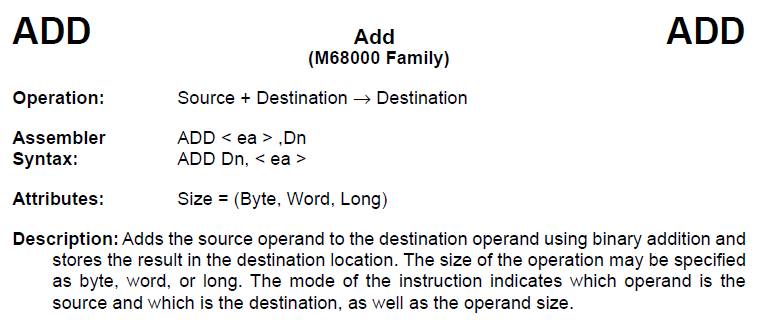 ADD Add ADD
(M68000 Family)
Operation: Source + Destination → Destination
Assembler ADD < ea > ,Dn
Syntax: ADD Dn, < ea >
Attributes: Size = (Byte, Word, Long)
Description: Adds the source operand to the destination operand using binary addition and
stores the result in the destination location. The size of the operation may be specified
as byte, word, or long. The mode of the instruction indicates which operand is the
source and which is the destination, as well as the operand size.